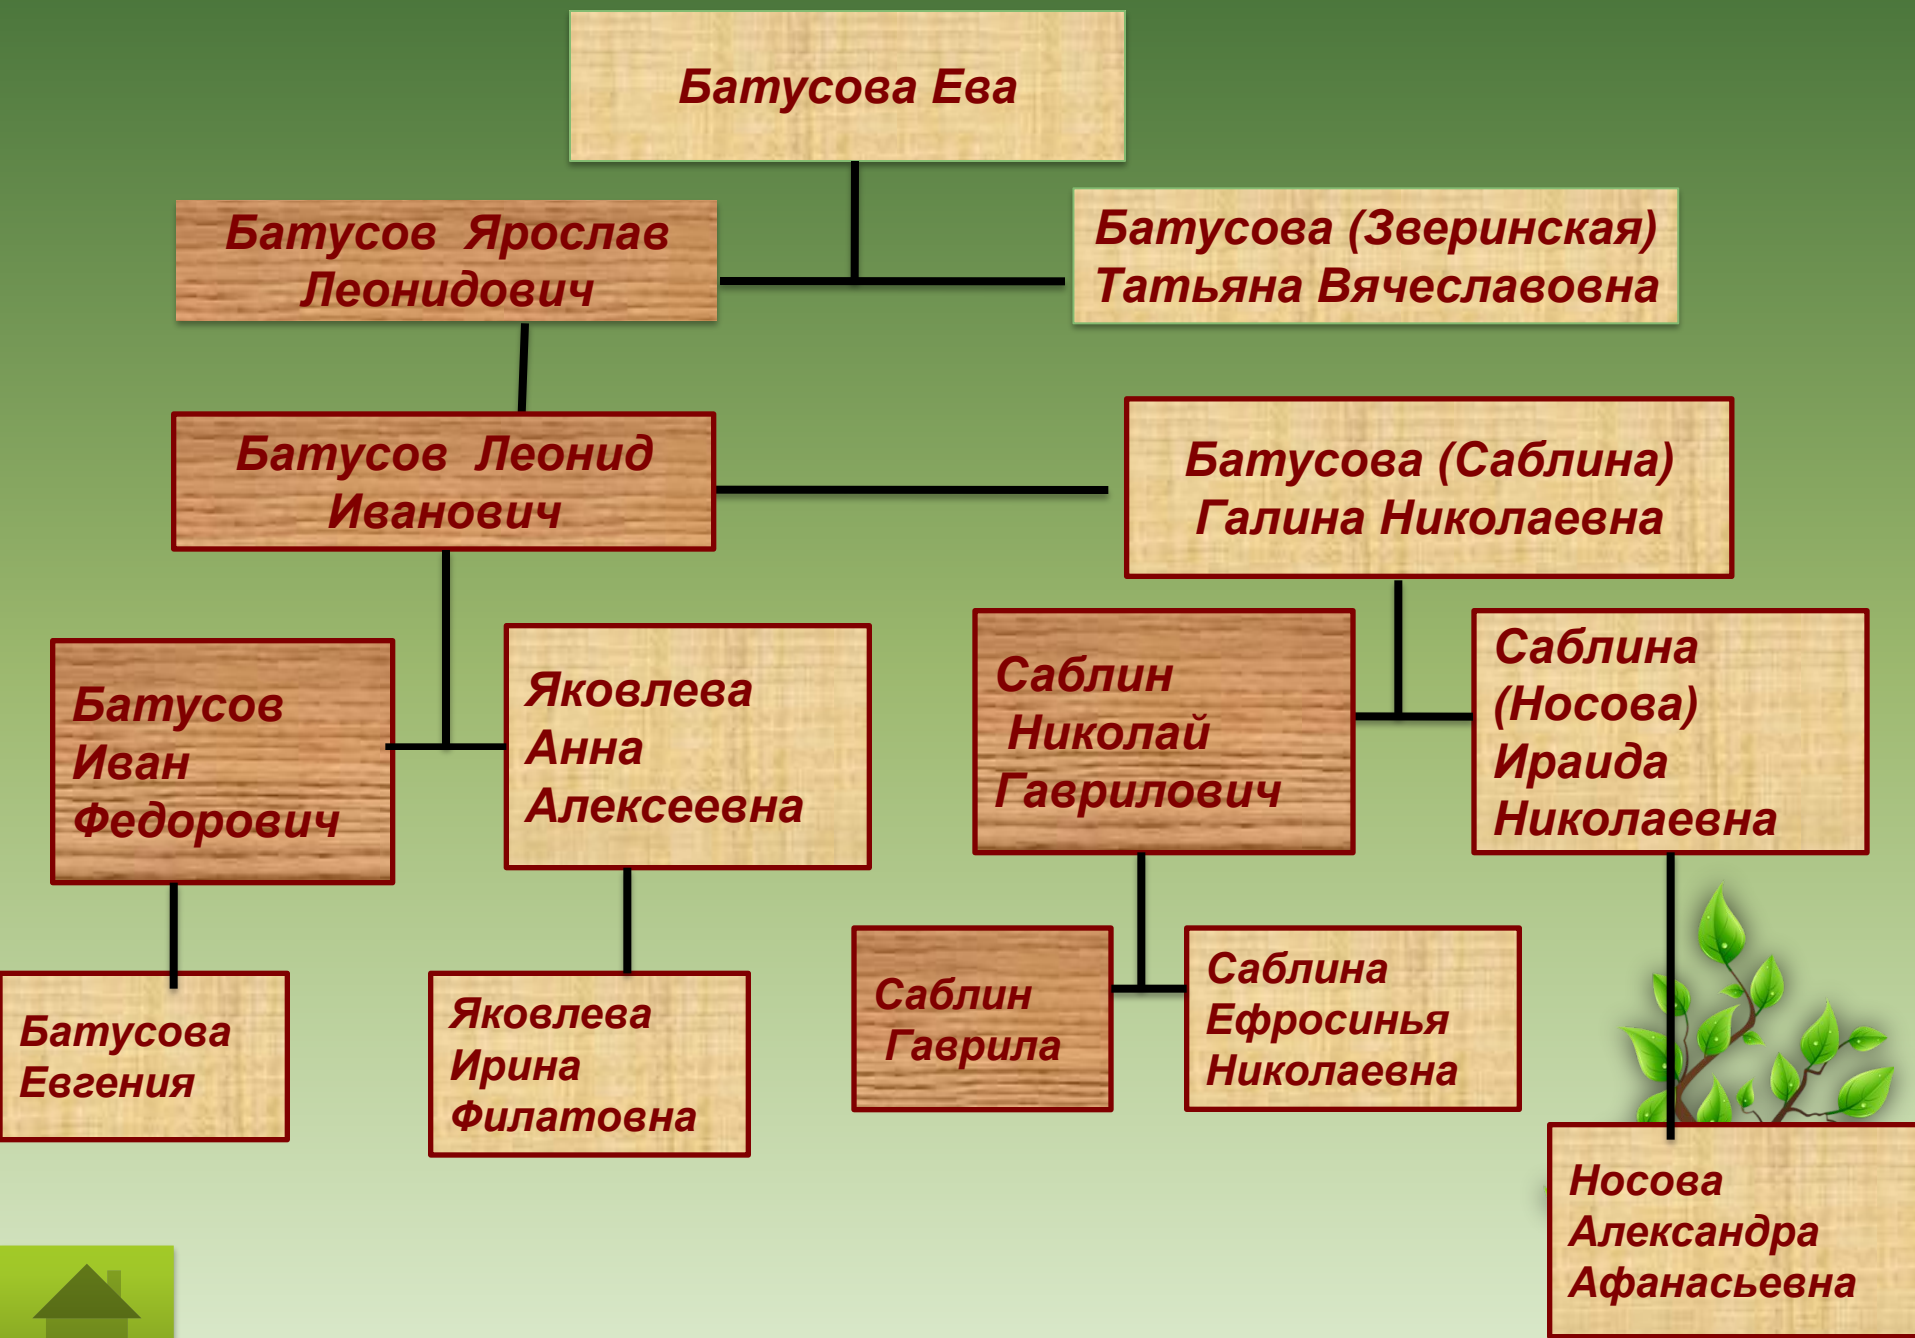 Батусова Ева
Батусов Ярослав
Леонидович
Батусова (Зверинская)
Татьяна Вячеславовна
Батусов Леонид
Иванович
Батусова (Саблина)
Галина Николаевна
Батусов
Иван
Федорович
Яковлева
Анна
Алексеевна
Саблин
Николай
Гаврилович
Саблина
(Носова)
Ираида
Николаевна
Батусова
Евгения
Яковлева
Ирина
Филатовна
Саблин
Гаврила
Саблина
Ефросинья
Николаевна
Носова
Александра
Афанасьевна